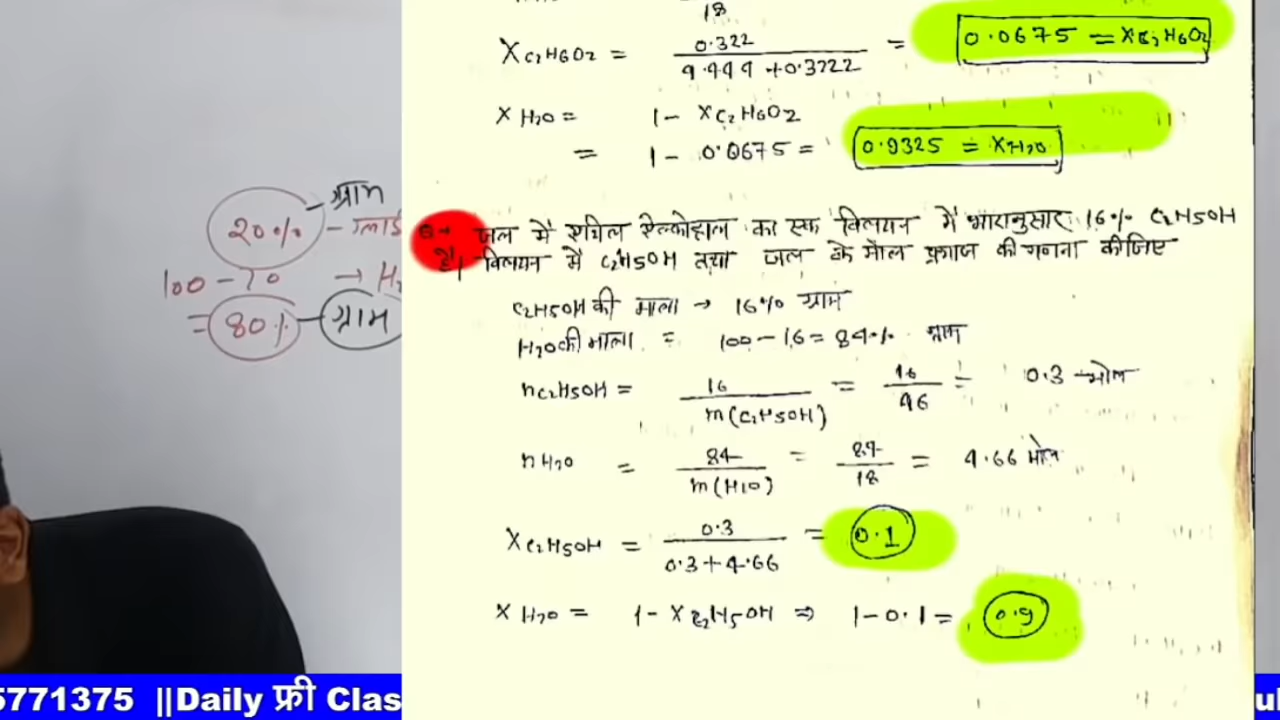 18
X C2H6O2 = 0.322 / 9.444 + 0.3222 = 0.0675 = X C2H6O2
X H2O = 1 - X C2H6O2
= 1 - 0.0675 = 0.9325 = X H2O
20% - ग्राम
100 - 20 →
= 80% - ग्राम
जल में एथिल ऐल्कोहाल का एक विलयन में भारानुसार 16% C2H5OH
है। विलयन में C2H5OH तथा जल के मोल प्रभाज की गणना कीजिए
C2H5OH की मात्रा → 16% ग्राम
H2O की मात्रा = 100 - 16 = 84% ग्राम
n C2H5OH = 16 / m(C2H5OH) = 16 / 46 = 0.3 मोल
n H2O = 84 / m(H2O) = 84 / 18 = 4.66 मोल
X C2H5OH = 0.3 / 0.3 + 4.66 = 0.1
X H2O = 1 - X C2H5OH ⇒ 1 - 0.1 = 0.9
5771375 ||Daily फ्री Clas